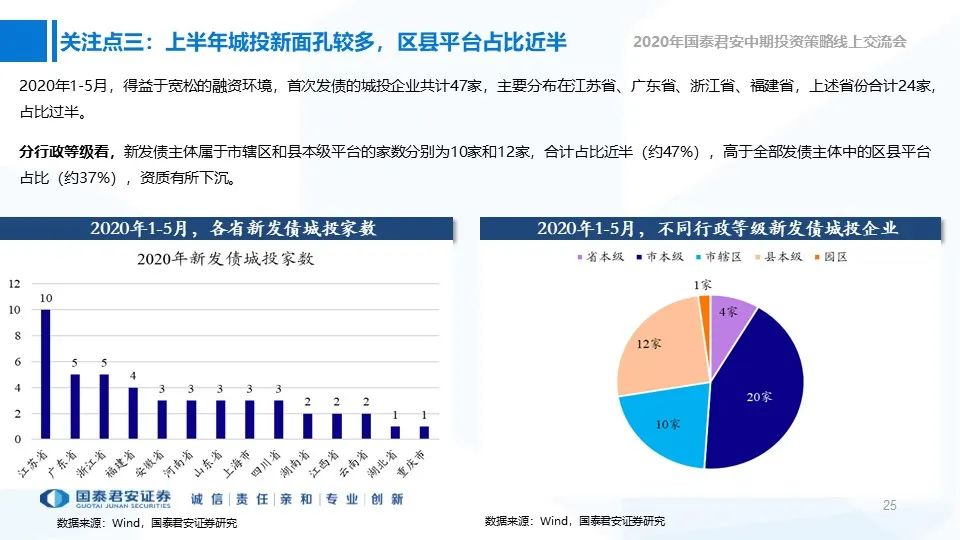 关注点三：上半年城投新面孔较多，区县平台占比近半
2020年国泰君安中期投资策略线上交流会
2020年1-5月，得益于宽松的融资环境，首次发债的城投企业共计47家，主要分布在江苏省、广东省、浙江省、福建省，上述省份合计24家，
占比过半。
分行政等级看，新发债主体属于市辖区和县本级平台的家数分别为10家和12家，合计占比近半（约47%），高于全部发债主体中的区县平台
占比（约37%），资质有所下沉。
2020年1-5月，各省新发债城投家数
2020年新发债城投家数
12
10
8
6
4
2
0
10
5
5
4
3
3
3
3
3
2
2
2
1
1
江苏省
广东省
浙江省
福建省
安徽省
河南省
山东省
上海市
四川省
湖南省
江西省
云南省
湖北省
重庆市
2020年1-5月，不同行政等级新发债城投企业
省本级 市本级 市辖区 县本级 园区
1家
4家
12家
20家
10家
国泰君安证券
GUOTAI JUNAN SECURITIES
诚信|责任|亲和|专业|创新
数据来源：Wind，国泰君安证券研究
数据来源：Wind，国泰君安证券研究
25